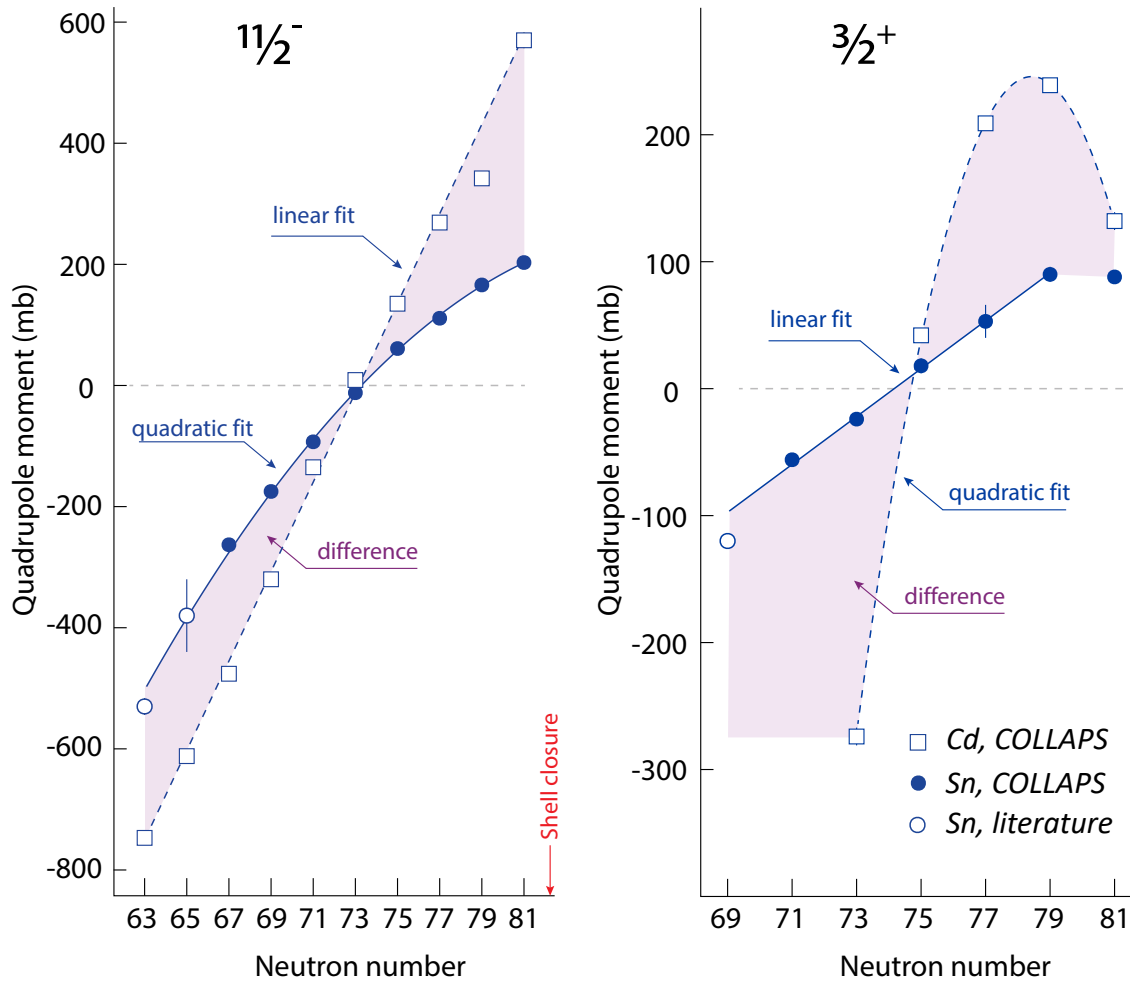 11/2-
Quadrupole moment (mb)
600
400
200
0
-200
-400
-600
-800
linear fit
quadratic fit
difference
Shell closure
63 65 67 69 71 73 75 77 79 81
Neutron number
3/2+
Quadrupole moment (mb)
200
100
0
-100
-200
-300
linear fit
quadratic fit
difference
Cd, COLLAPS
Sn, COLLAPS
Sn, literature
69 71 73 75 77 79 81
Neutron number